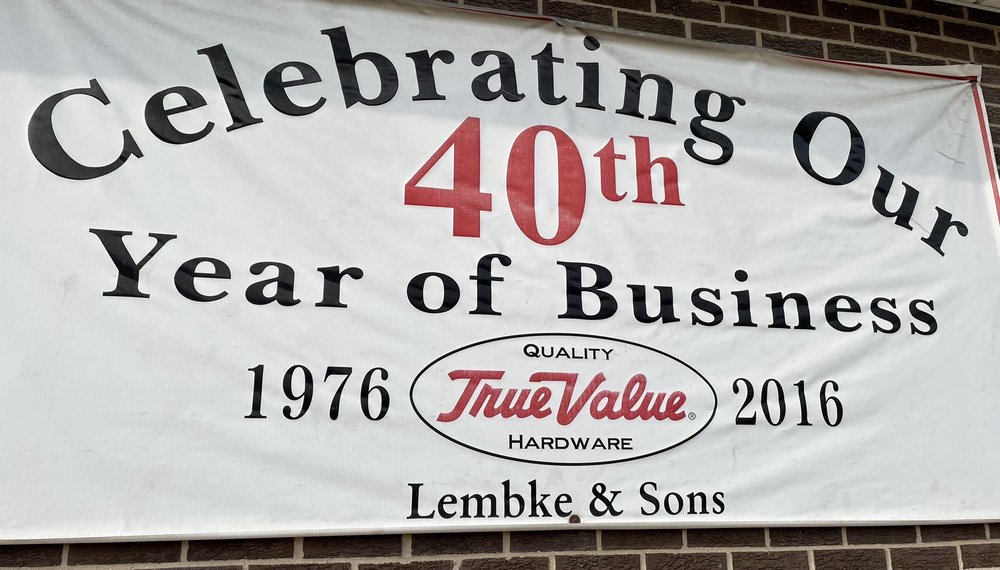 Celebrating Our
40th
Year of Business
1976
QUALITY
True Value®
HARDWARE
2016
Lembke & Sons